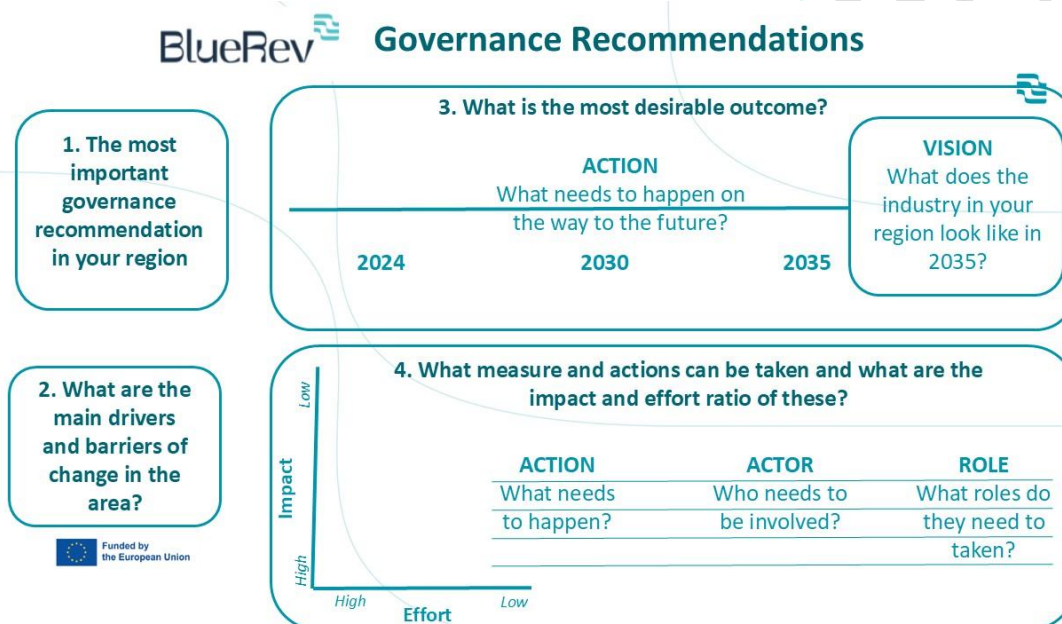 BlueRev
Governance Recommendations
1. The most
important
governance
recommendation
in your region
3. What is the most desirable outcome?
ACTION
What needs to happen on
the way to the future?
2024
2030
2035
VISION
What does the
industry in your
region look like in
2035?
2. What are the
main drivers
and barriers of
change in the
area?
Funded by
the European Union
4. What measure and actions can be taken and what are the
impact and effort ratio of these?
Low
Impact
High
High
Low
Effort
ACTION
What needs
to happen?
ACTOR
Who needs to
be involved?
ROLE
What roles do
they need to
taken?